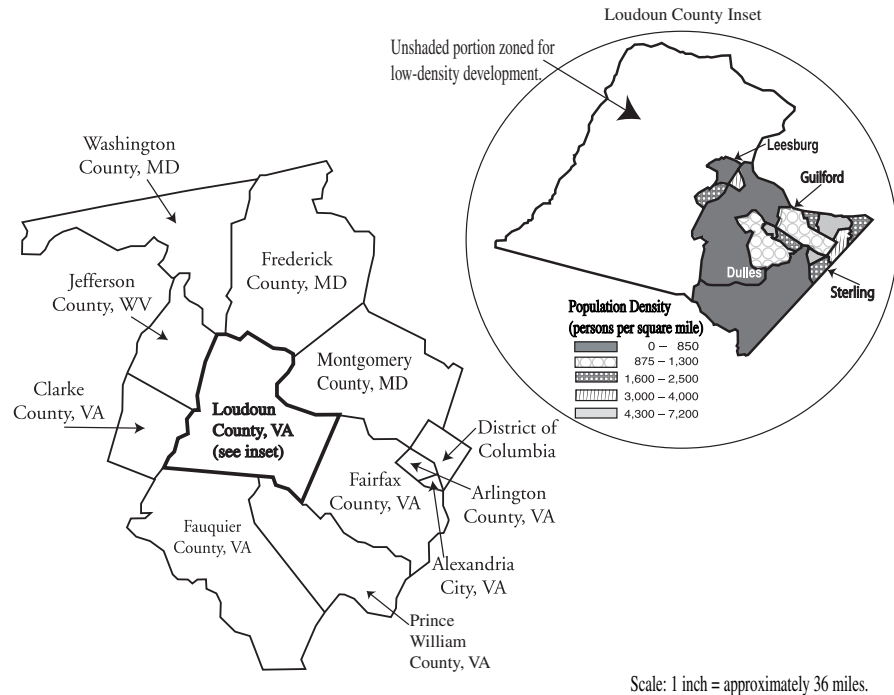 Loudoun County Inset
Unshaded portion zoned for
low-density development.
Leesburg
Guilford
Dulles
Sterling
Population Density
(persons per square mile)
0 – 850
875 – 1,300
1,600 – 2,500
3,000 – 4,000
4,300 – 7,200
Washington
County, MD
Frederick
County, MD
Jefferson
County, WV
Montgomery
County, MD
Clarke
County, VA
Loudoun
County, VA
(see inset)
District of
Columbia
Fairfax
County, VA
Arlington
County, VA
Fauquier
County, VA
Alexandria
City, VA
Prince
William
County, VA
Scale: 1 inch = approximately 36 miles.